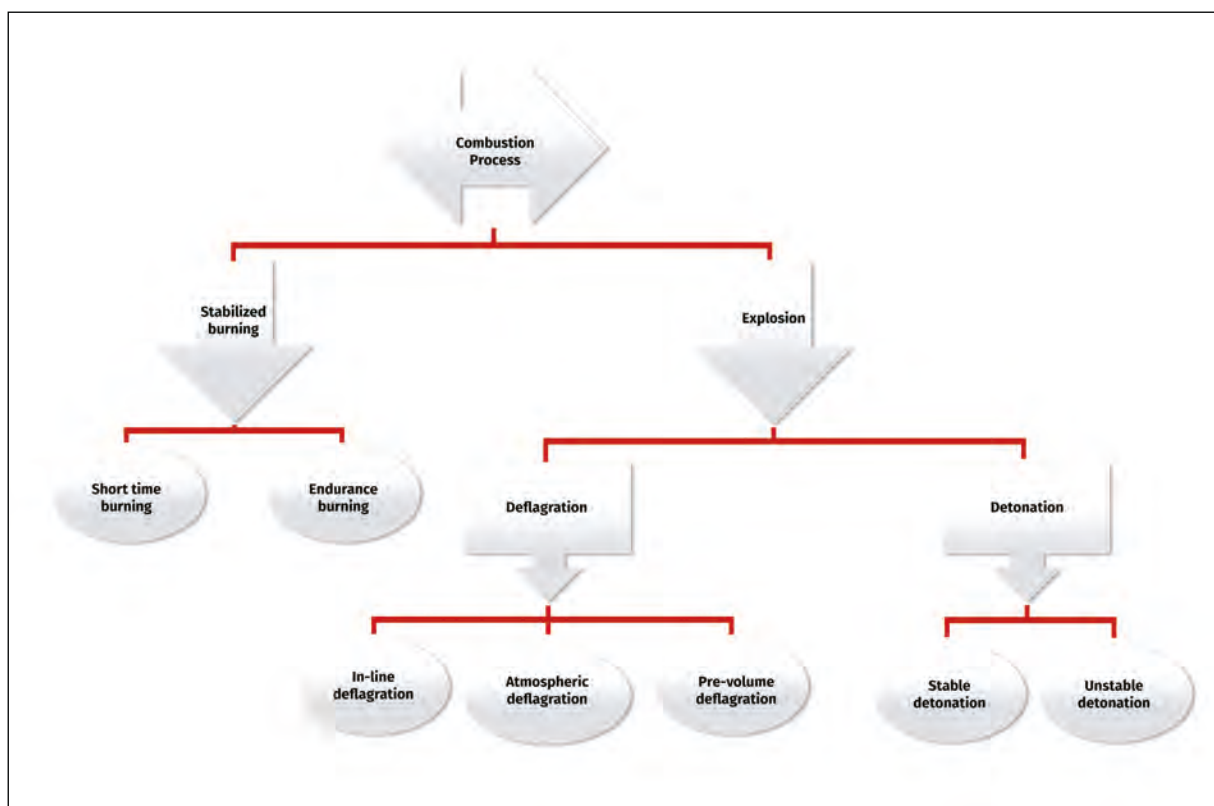 Combustion
Process
Stabilized
burning
Explosion
Short time
burning
Endurance
burning
Deflagration
Detonation
In-line
deflagration
Atmospheric
deflagration
Pre-volume
deflagration
Stable
detonation
Unstable
detonation